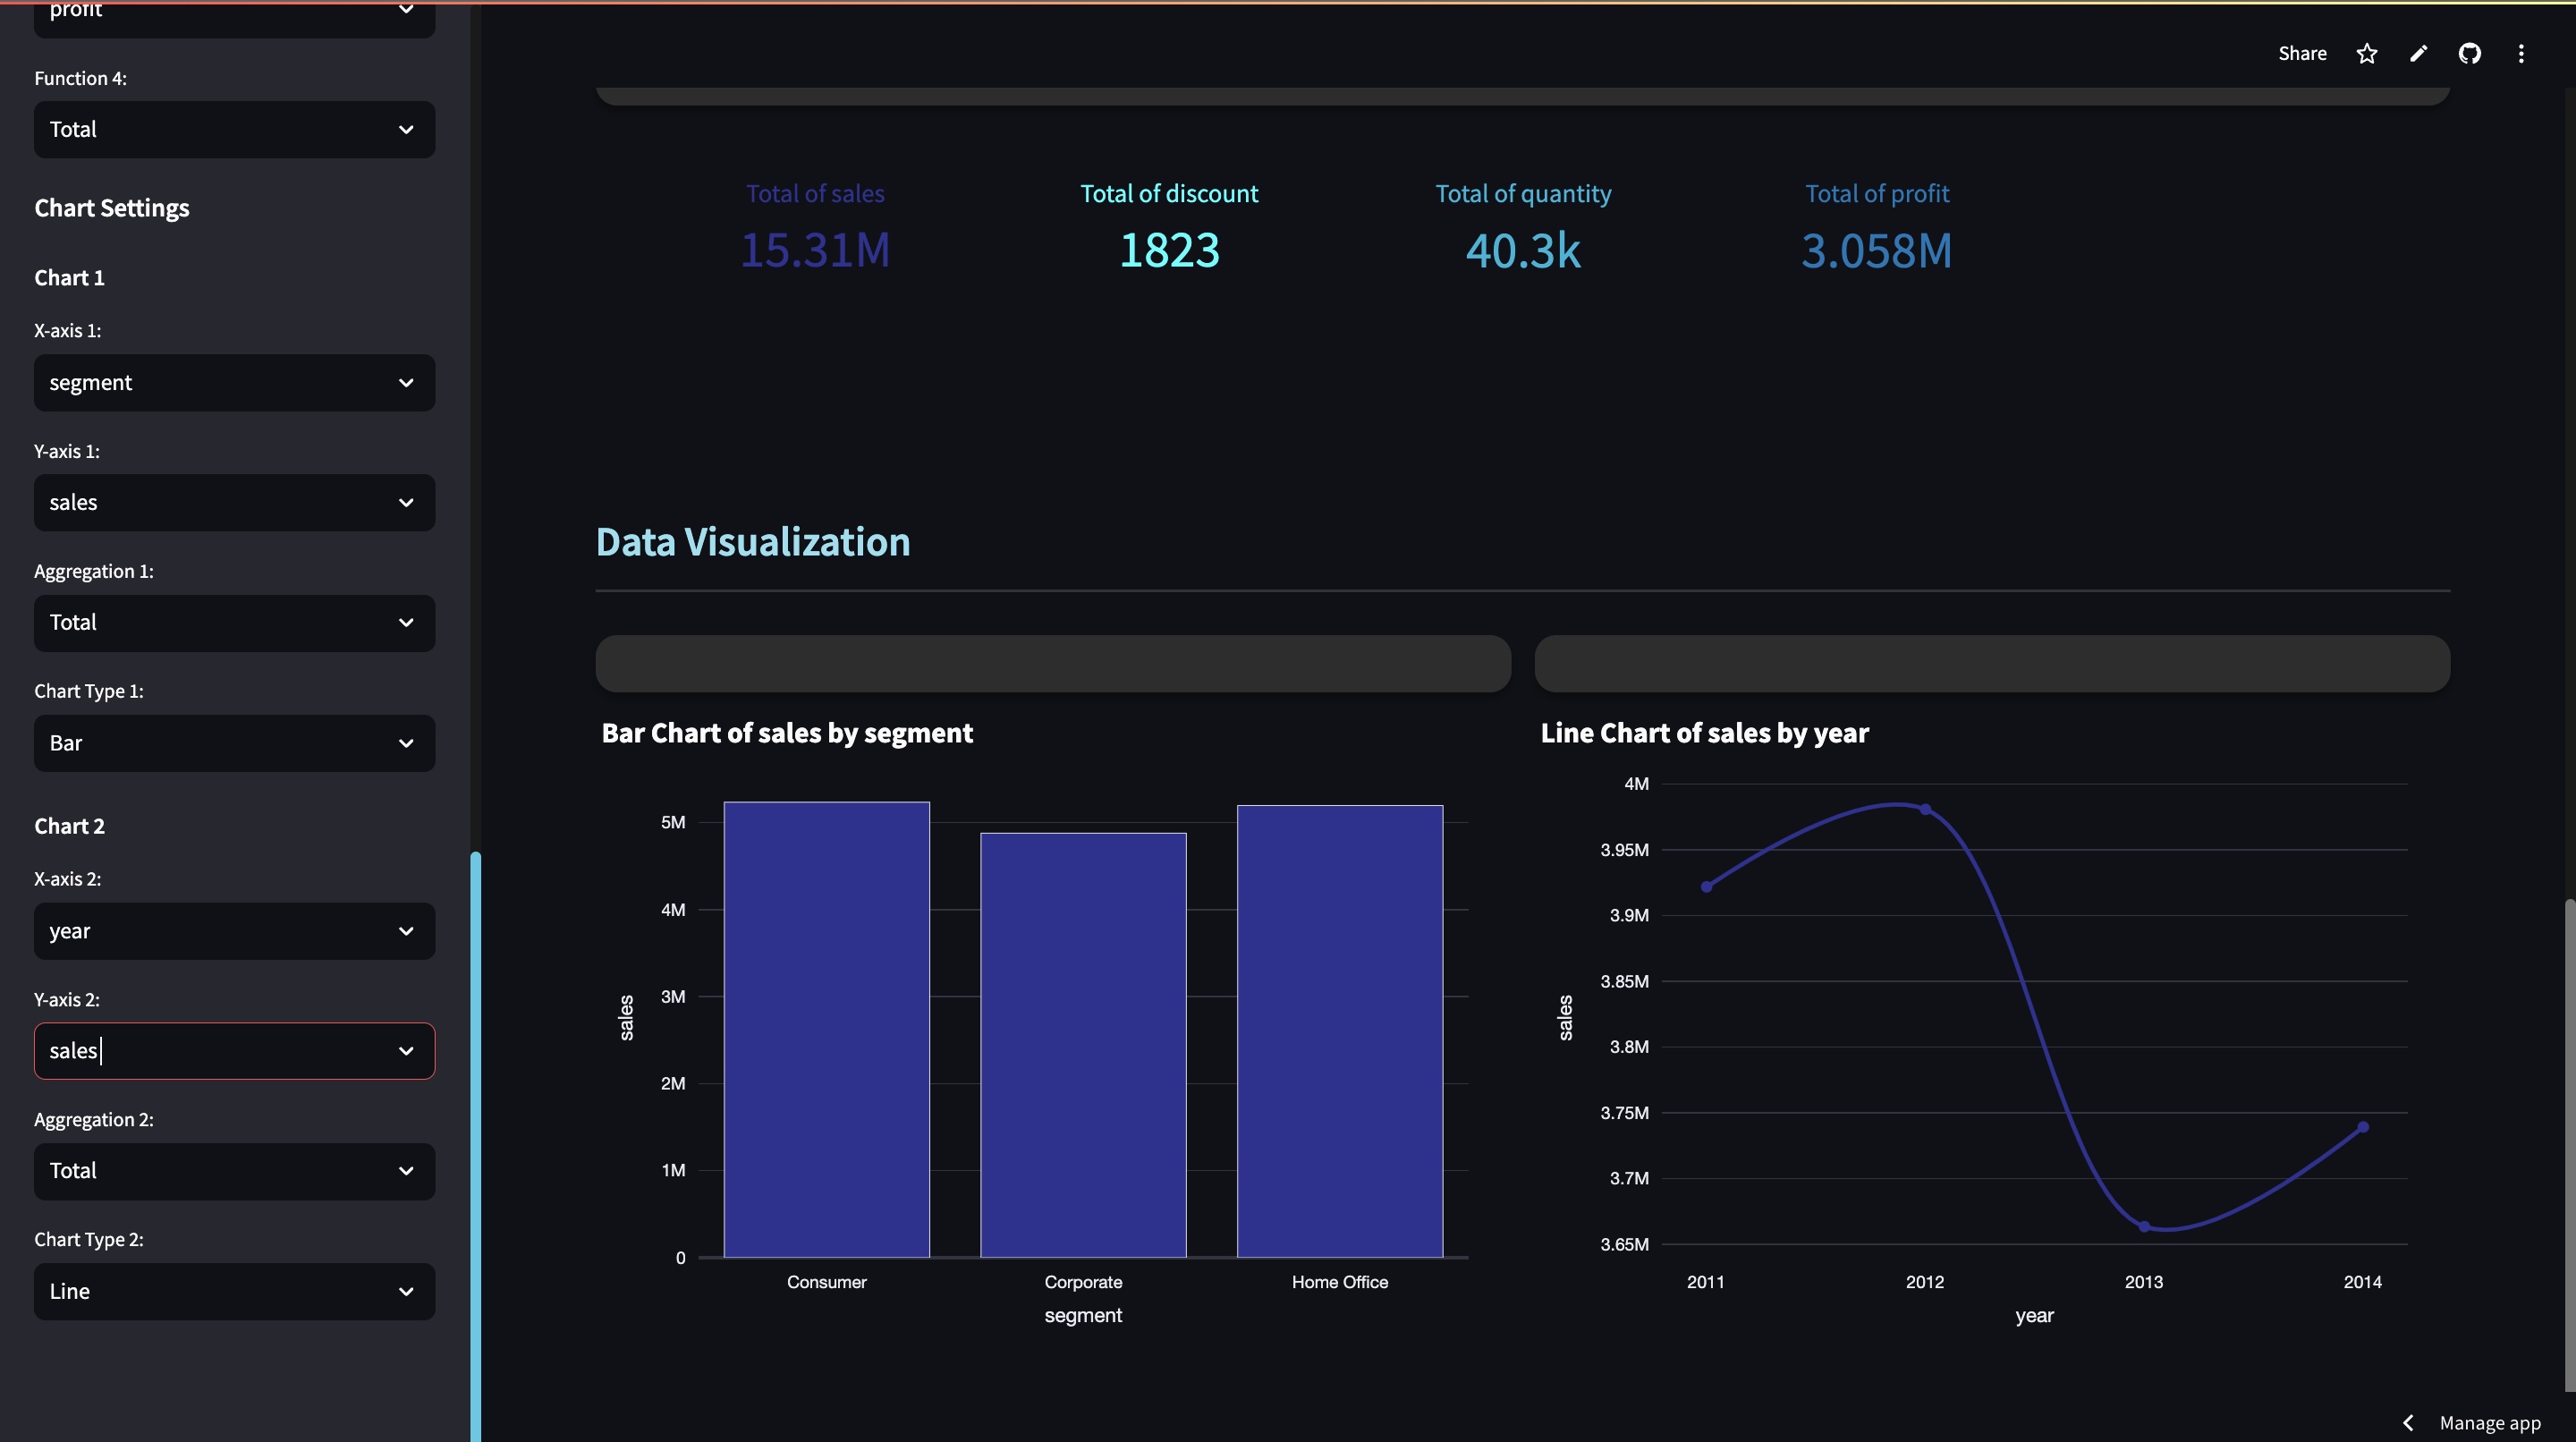 profit
Function 4:
Total
Chart Settings
Chart 1
X-axis 1:
segment
Y-axis 1:
sales
Aggregation 1:
Total
Chart Type 1:
Bar
Chart 2
X-axis 2:
year
Y-axis 2:
sales
Aggregation 2:
Total
Chart Type 2:
Line
Share
Total of sales
15.31M
Total of discount
1823
Total of quantity
40.3k
Total of profit
3.058M
Data Visualization
Bar Chart of sales by segment
5M
4M
3M
2M
1M
0
sales
Consumer Corporate Home Office
segment
Line Chart of sales by year
4M
3.95M
3.9M
3.85M
3.8M
3.75M
3.7M
3.65M
sales
2011 2012 2013 2014
year
Manage app